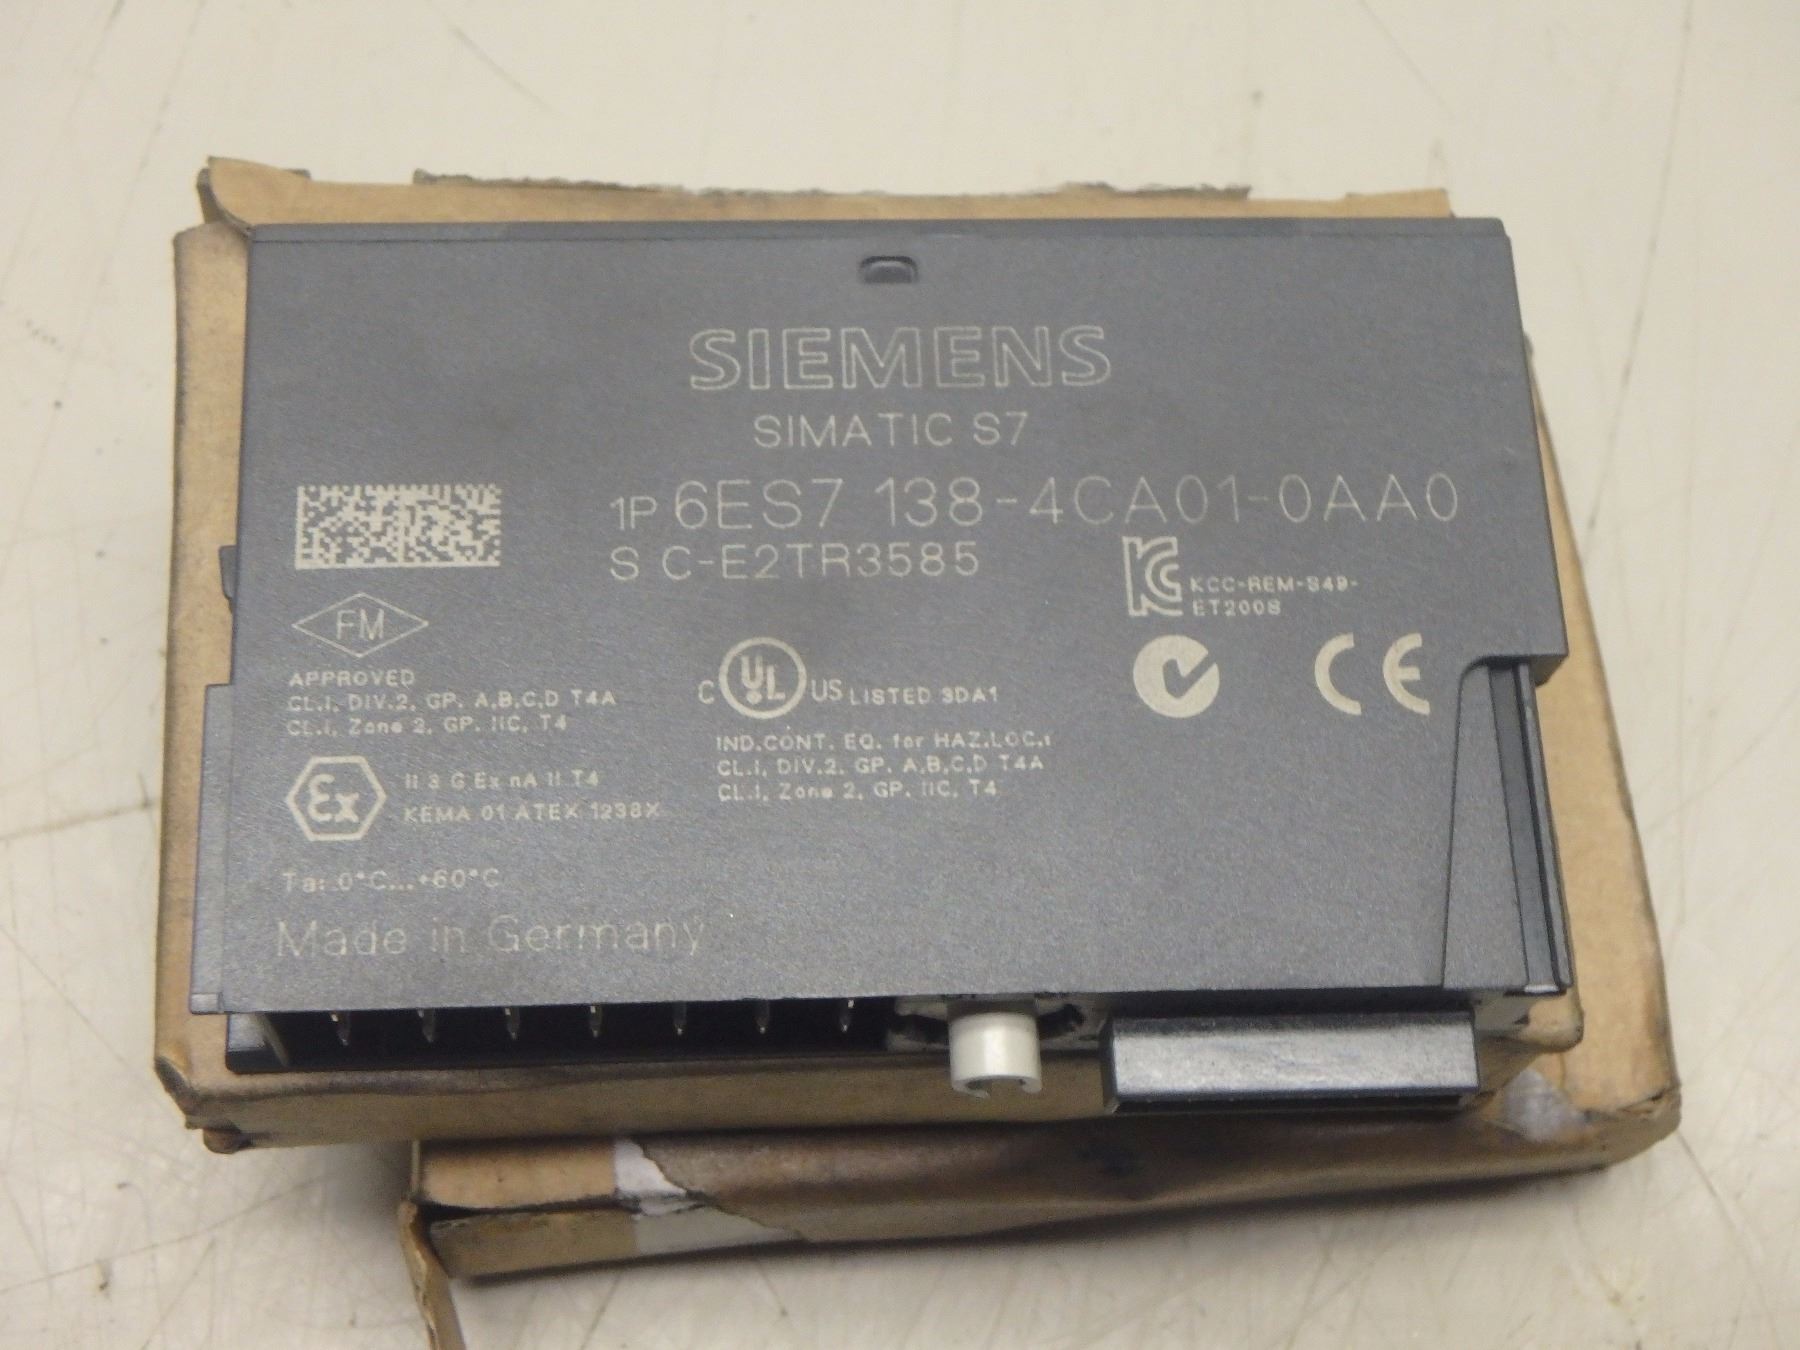 SIEMENS
SIMATIC S7
1P 6ES7 138-4CA01-0AA0
S C-E2TR3585
KCC-REM-S49-
ET200S
FM
APPROVED
CL.I, DIV.2, GP. A,B,C,D T4A
CL.I, Zone 2, GP. IIC, T4
C UL US LISTED 9DA1
IND.CONT. EQ. for HAZ.LOC.:
CL.I, DIV.2, GP. A,B,C,D T4A
CL.I, Zone 2, GP. IIC, T4
CE
Ex II 3 G Ex nA II T4
KEMA 01 ATEX 1238X
Ta: 0°C...+60°C
Made in Germany